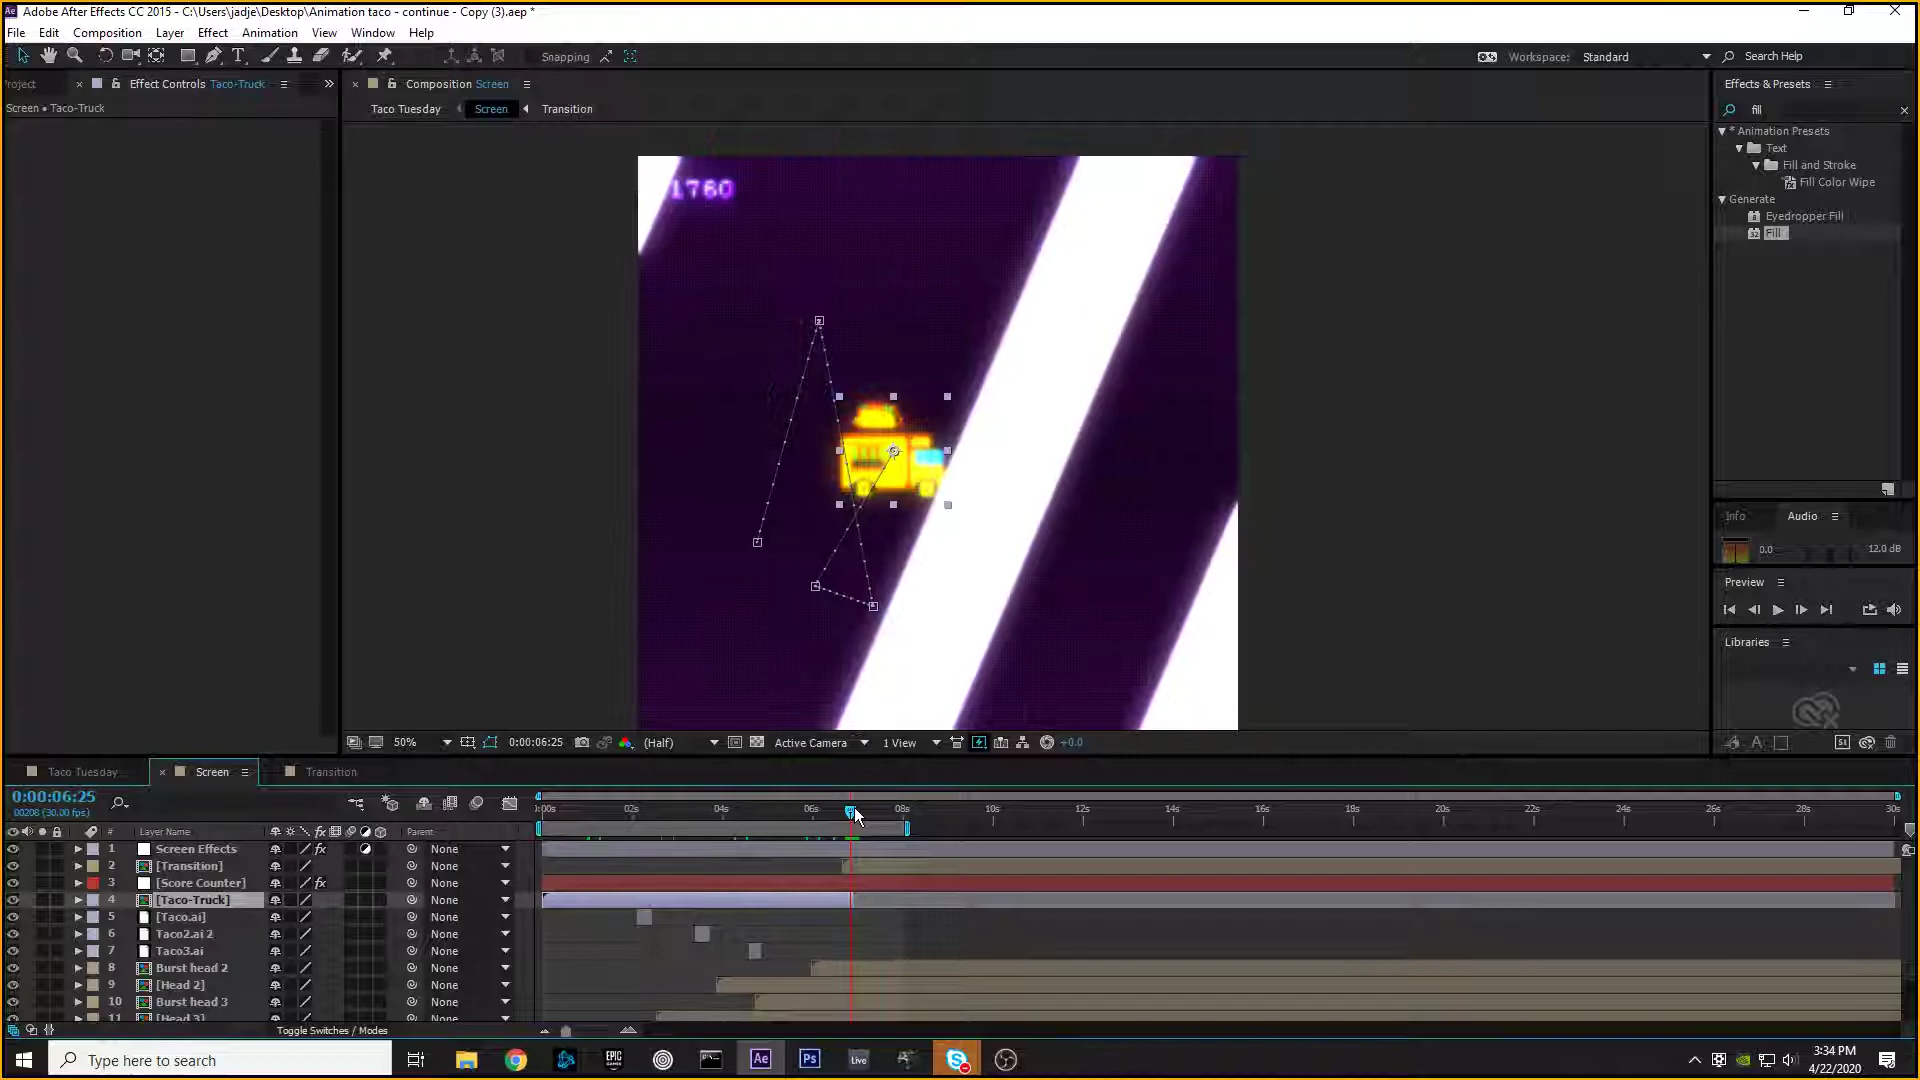 Adobe After Effects CC 2015 - C:\Users\jadje\Desktop\Animation taco - continue - Copy (3).aep *
File Edit Composition Layer Effect Animation View Window Help
Snapping
Workspace: Standard
Search Help
Project
Effect Controls Taco-Truck
Screen • Taco-Truck
Composition Screen
Taco Tuesday Screen Transition
1760
Effects & Presets
fill
* Animation Presets
Text
Fill and Stroke
Fill Color Wipe
Generate
Eyedropper Fill
Fill
Info Audio
0.0 12.0 dB
Preview
Libraries
50% 0:00:06:25 (Half) Active Camera 1 View +0.0
Taco Tuesday Screen Transition
0:00:06:25
00208 (30.00 fps)
:00s 02s 04s 06s 08s 10s 12s 14s 16s 18s 20s 22s 24s 26s 28s 30s
# Layer Name Parent
1 Screen Effects None
2 [Transition] None
3 [Score Counter] None
4 [Taco-Truck] None
5 [Taco.ai] None
6 Taco2.ai 2 None
7 Taco3.ai None
8 Burst head 2 None
9 [Head 2] None
10 Burst head 3 None
11 [Head 3] None
Toggle Switches / Modes
Type here to search
EPIC GAMES
Ae
Ps
Live
3:34 PM
4/22/2020